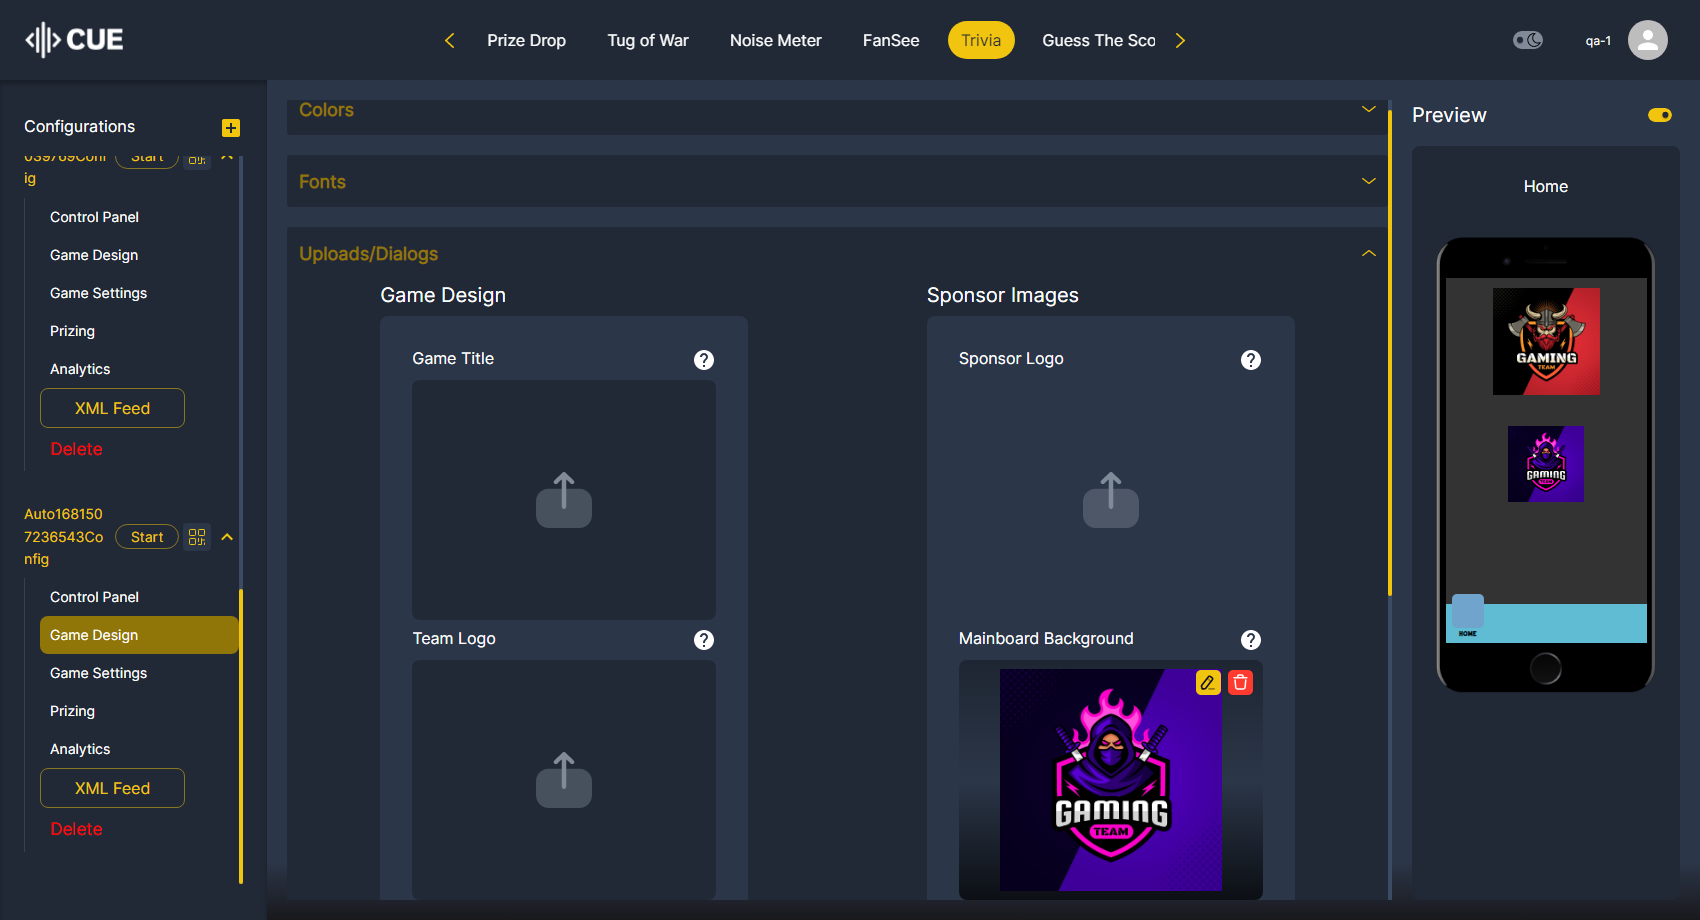 CUE
Prize Drop
Tug of War
Noise Meter
FanSee
Trivia
Guess The Sco
qa-1
Configurations
039769Conf
ig
Start
Control Panel
Game Design
Game Settings
Prizing
Analytics
XML Feed
Delete
Auto168150
7236543Co
nfig
Start
Control Panel
Game Design
Game Settings
Prizing
Analytics
XML Feed
Delete
Colors
Fonts
Uploads/Dialogs
Game Design
Game Title
?
Team Logo
?
Sponsor Images
Sponsor Logo
?
Mainboard Background
?
GAMING
TEAM
Preview
Home
GAMING
TEAM
GAMING
TEAM
HOME